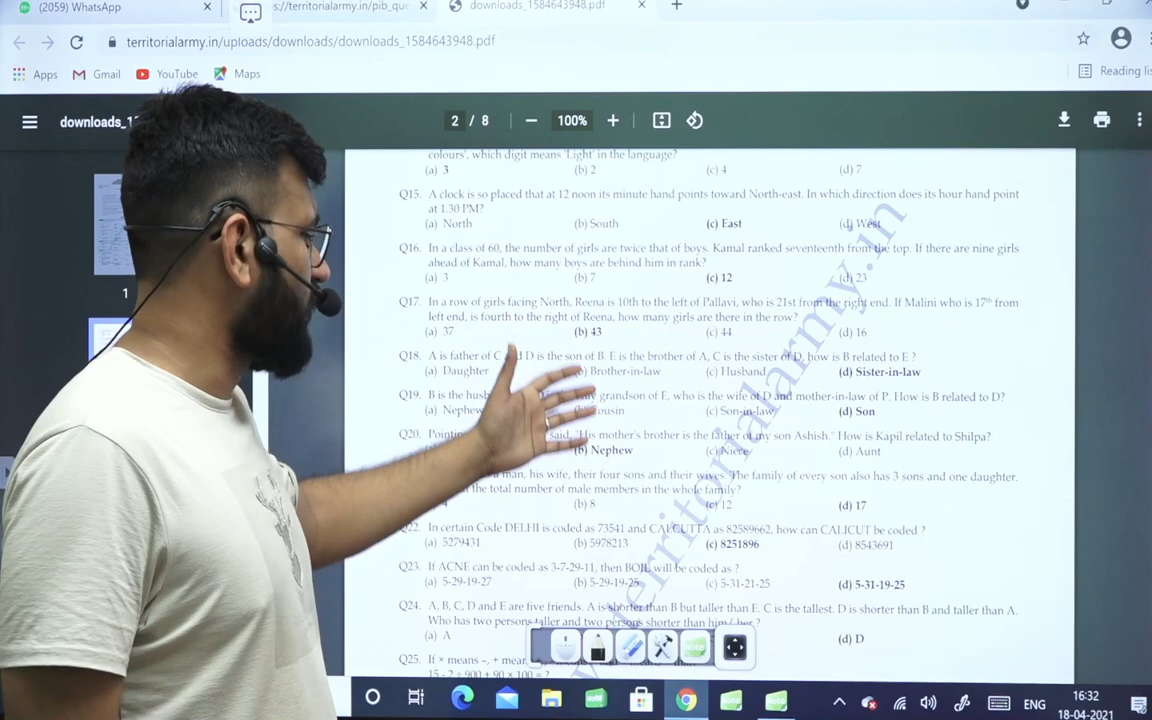 (2059) WhatsApp
s://territorialarmy.in/pib_que
downloads_1584643948.pdf
territorialarmy.in/uploads/downloads/downloads_1584643948.pdf
Apps
Gmail
YouTube
Maps
Reading lis
downloads_1
2 / 8
100%
colours', which digit means 'Light' in the language?
(a) 3 (b) 2 (c) 4 (d) 7
Q15. A clock is so placed that at 12 noon its minute hand points toward North-east. In which direction does its hour hand point
at 1.30 PM?
(a) North (b) South (c) East (d) West
Q16. In a class of 60, the number of girls are twice that of boys. Kamal ranked seventeenth from the top. If there are nine girls
ahead of Kamal, how many boys are behind him in rank?
(a) 3 (b) 7 (c) 12 (d) 23
Q17. In a row of girls facing North, Reena is 10th to the left of Pallavi, who is 21st from the right end. If Malini who is 17th from
left end, is fourth to the right of Reena, how many girls are there in the row?
(a) 37 (b) 43 (c) 44 (d) 16
Q18. A is father of C and D is the son of B. E is the brother of A, C is the sister of D, how is B related to E ?
(a) Daughter (b) Brother-in-law (c) Husband (d) Sister-in-law
Q19. B is the husb grandson of E, who is the wife of D and mother-in-law of P. How is B related to D?
(a) Nephew cousin (c) Son-in-law (d) Son
Q20. Pointin said, "His mother's brother is the father of my son Ashish." How is Kapil related to Shilpa?
(b) Nephew (c) Niece (d) Aunt
man, his wife, their four sons and their wives. The family of every son also has 3 sons and one daughter.
the total number of male members in the whole family?
4 (b) 8 (c) 12 (d) 17
Q22. In certain Code DELHI is coded as 73541 and CALCUTTA as 82589662, how can CALICUT be coded ?
(a) 5279431 (b) 5978213 (c) 8251896 (d) 8543691
Q23. If ACNE can be coded as 3-7-29-11, then BOIL will be coded as ?
(a) 5-29-19-27 (b) 5-29-19-25 (c) 5-31-21-25 (d) 5-31-19-25
Q24. A, B, C, D and E are five friends. A is shorter than B but taller than E. C is the tallest. D is shorter than B and taller than A.
Who has two persons taller and two persons shorter than him/ her ?
(a) A (d) D
Q25. If × means -, + mean
15 - 2 ÷ 900 + 90 × 100 = ?
www.territorialarmy.in
1
ENG
16:32
18-04-2021